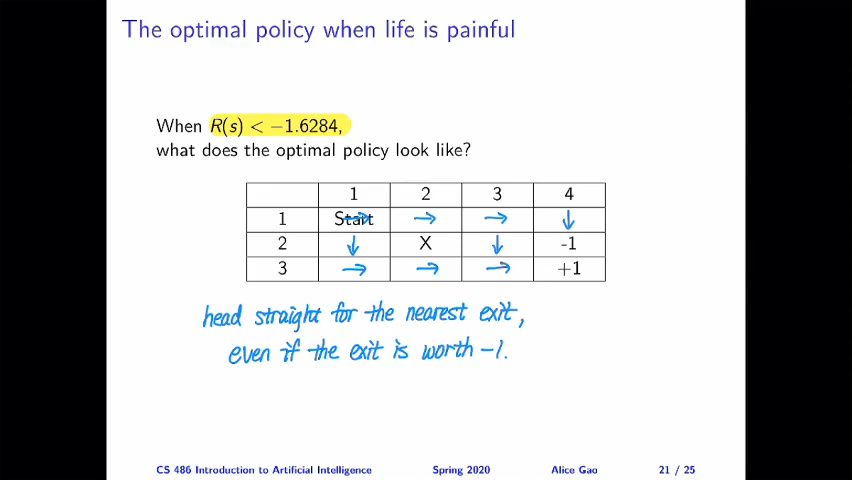 The optimal policy when life is painful
When R(s) < −1.6284,
what does the optimal policy look like?
1 2 3 4
1 Start → → ↓
2 ↓ X ↓ -1
3 → → → +1
head straight for the nearest exit,
even if the exit is worth -1.
CS 486 Introduction to Artificial Intelligence Spring 2020 Alice Gao 21 / 25